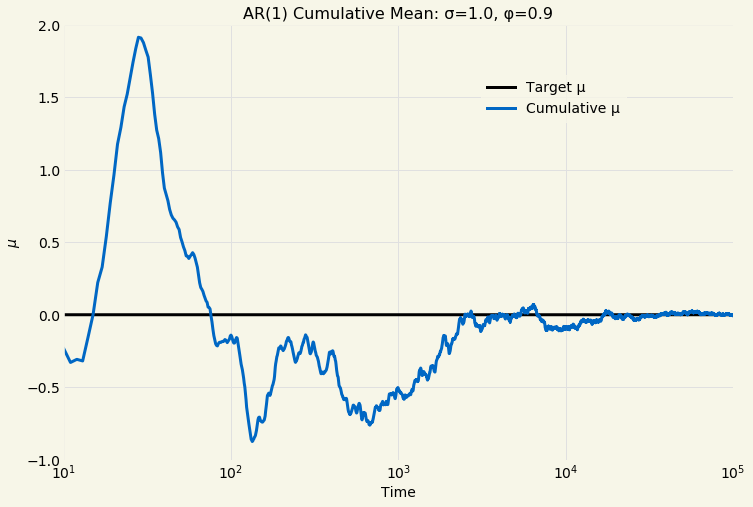 AR(1) Cumulative Mean: σ=1.0, φ=0.9
2.0
1.5
1.0
0.5
0.0
−0.5
−1.0
μ
Target μ
Cumulative μ
10¹ 10² 10³ 10⁴ 10⁵
Time